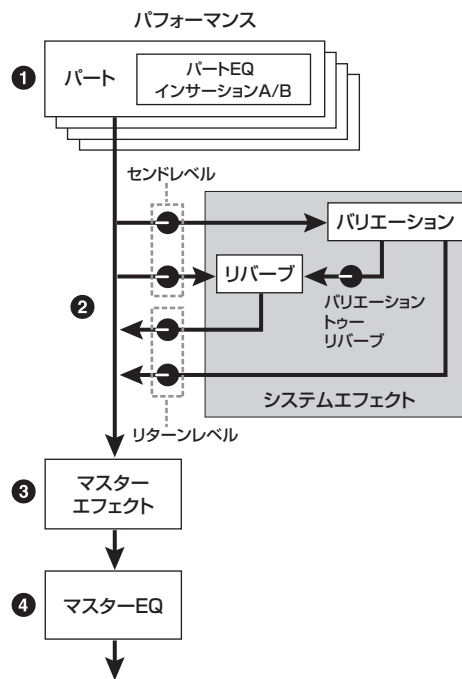 パフォーマンス
❶
パート
パートEQ
インサーションA/B
センドレベル
バリエーション
リバーブ
❷
バリエーション
トゥー
リバーブ
システムエフェクト
リターンレベル
❸
マスター
エフェクト
❹
マスターEQ